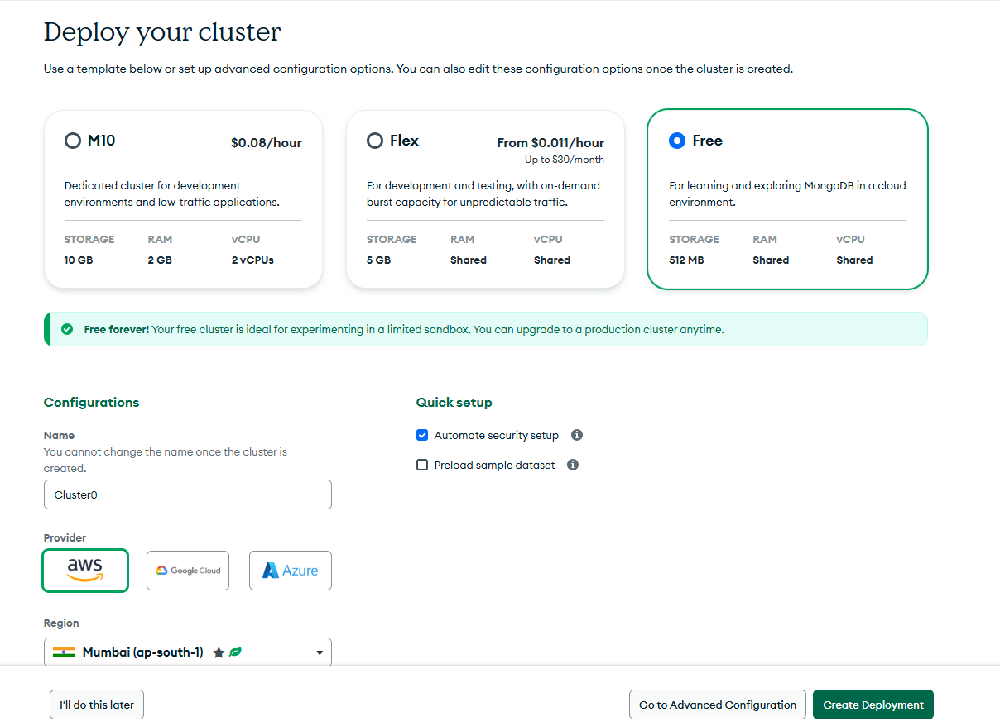 Deploy your cluster
Use a template below or set up advanced configuration options. You can also edit these configuration options once the cluster is created.
M10
$0.08/hour
Dedicated cluster for development
environments and low-traffic applications.
STORAGE RAM vCPU
10 GB 2 GB 2 vCPUs
Flex
From $0.011/hour
Up to $30/month
For development and testing, with on-demand
burst capacity for unpredictable traffic.
STORAGE RAM vCPU
5 GB Shared Shared
Free
For learning and exploring MongoDB in a cloud
environment.
STORAGE RAM vCPU
512 MB Shared Shared
Free forever! Your free cluster is ideal for experimenting in a limited sandbox. You can upgrade to a production cluster anytime.
Configurations
Name
You cannot change the name once the cluster is
created.
Cluster0
Provider
aws
Google Cloud
Azure
Region
Mumbai (ap-south-1)
Quick setup
Automate security setup
Preload sample dataset
I'll do this later
Go to Advanced Configuration
Create Deployment